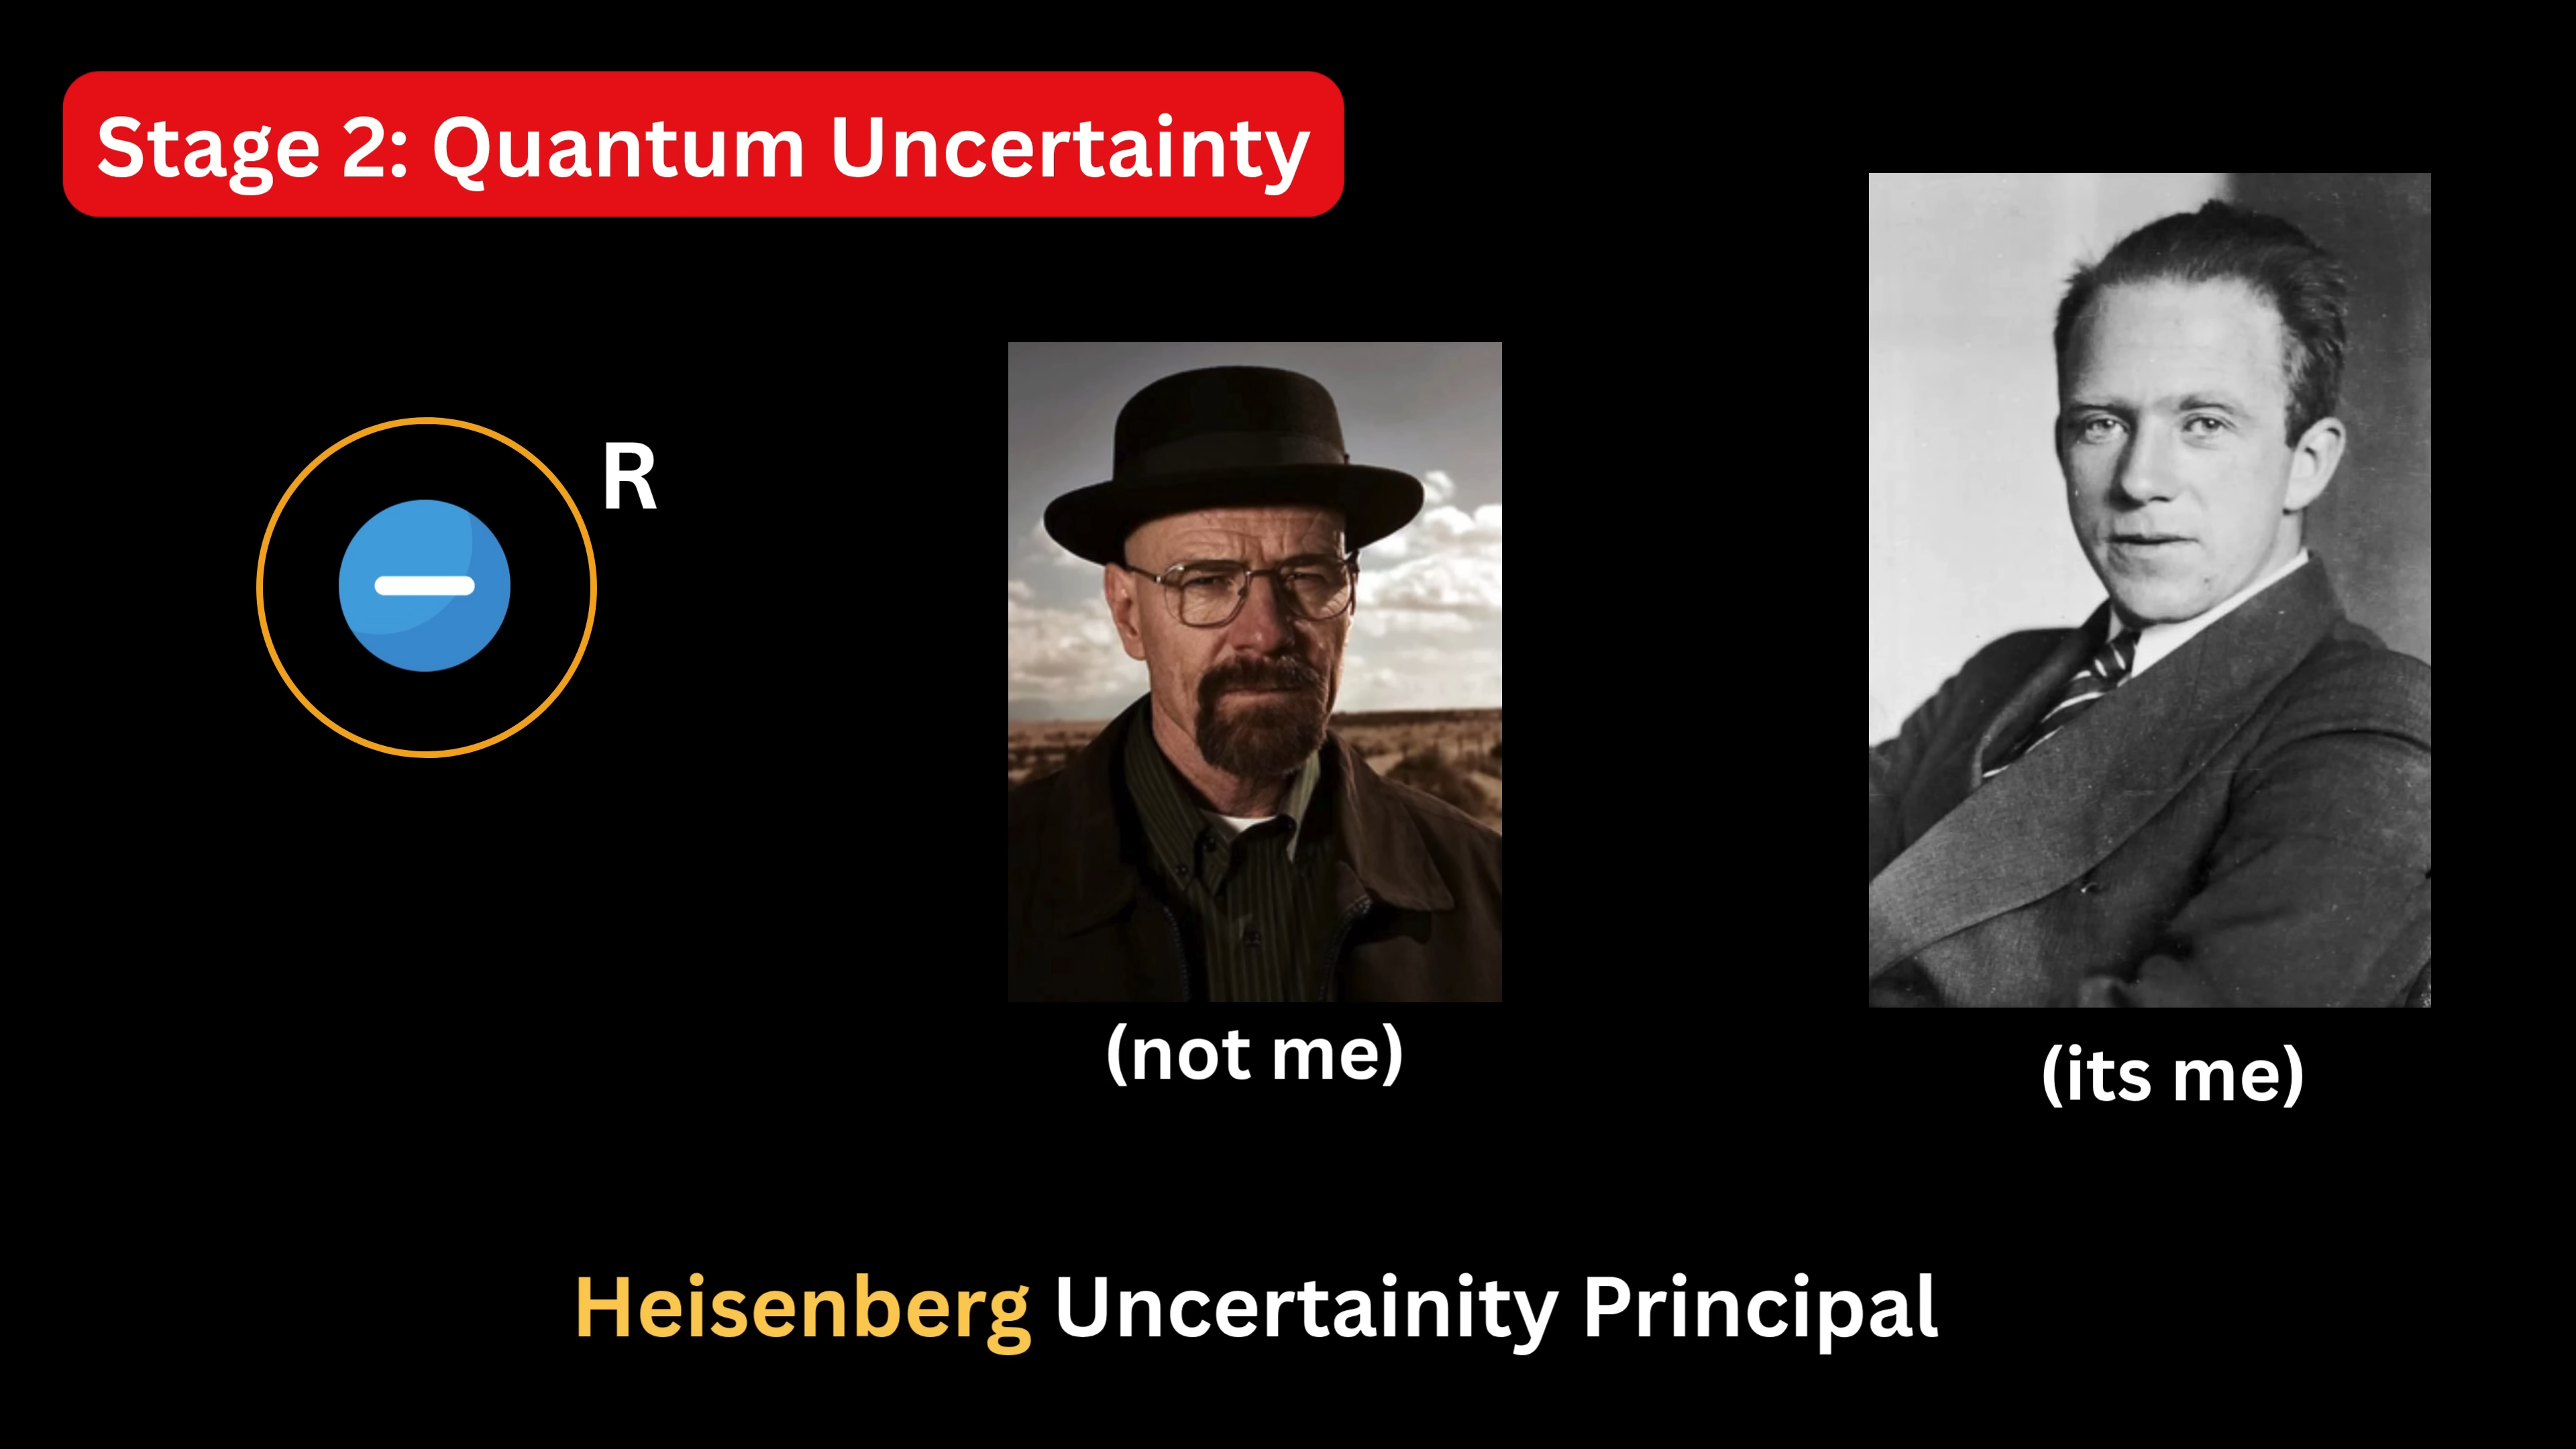 Stage 2: Quantum Uncertainty
R
(not me)
(its me)
Heisenberg Uncertainity Principal